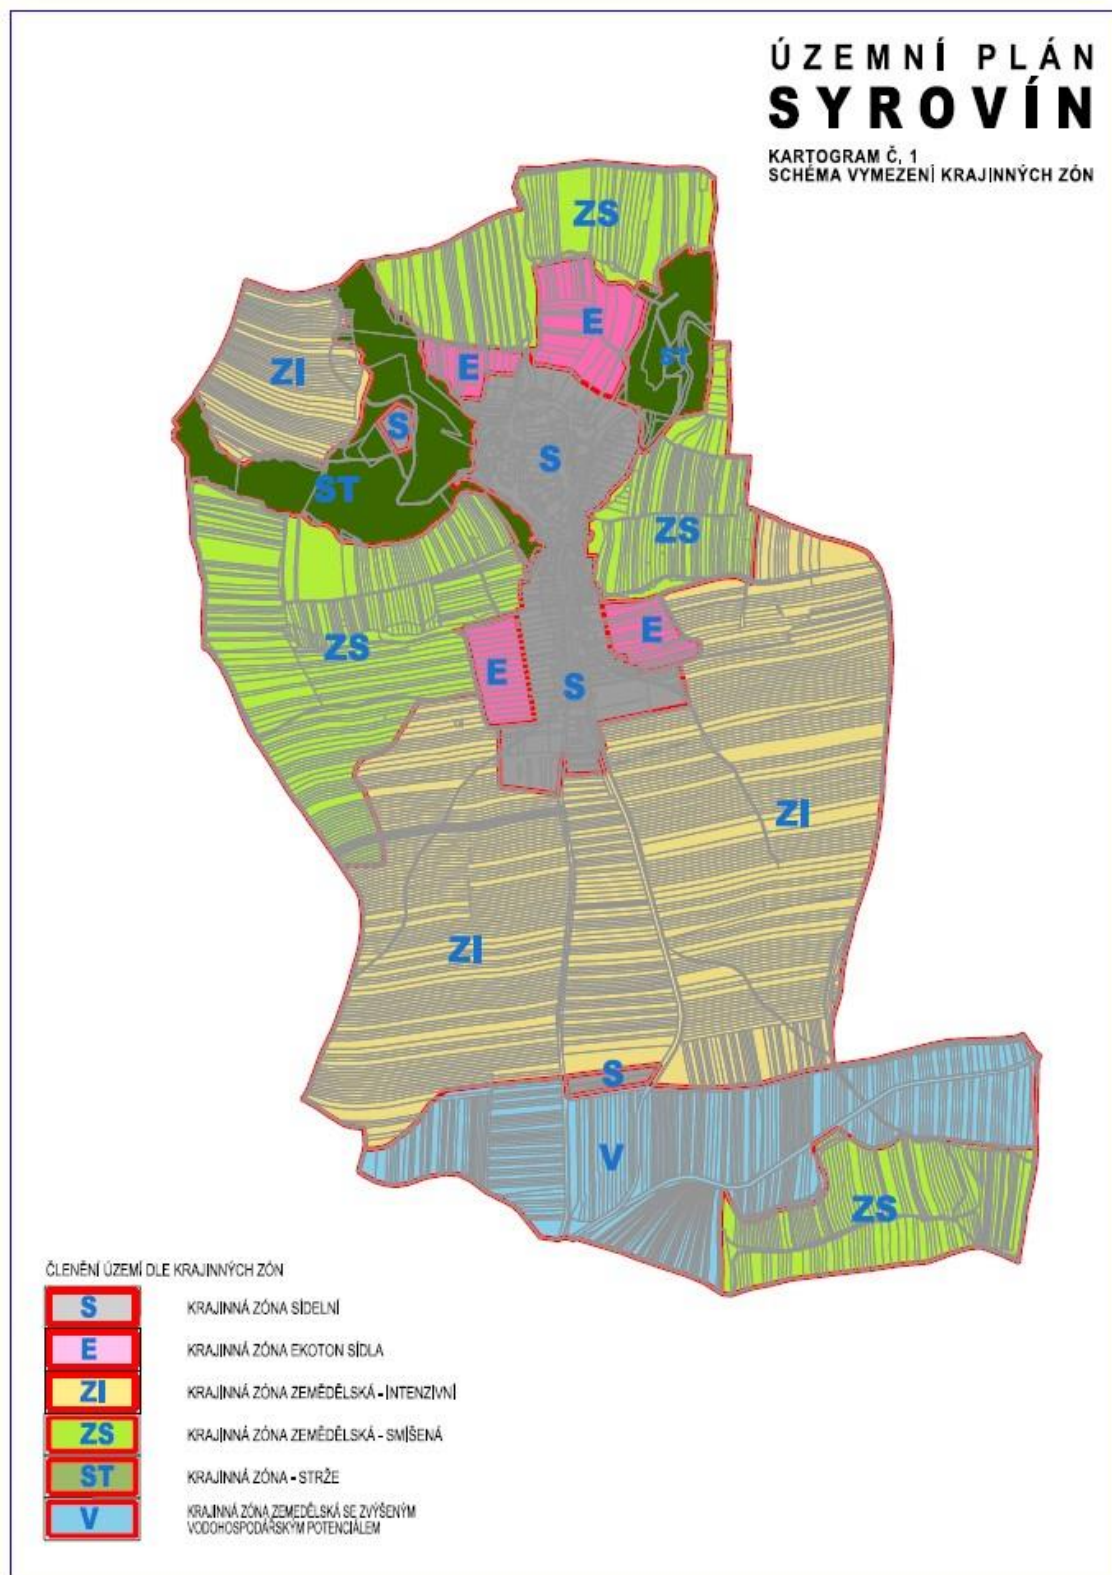 ÚZEMNÍ PLÁN
SYROVÍN
KARTOGRAM Č. 1
SCHÉMA VYMEZENÍ KRAJINNÝCH ZÓN
ZS
E
ST
E
ZI
S
S
ST
ZS
E
ZS
E
S
ZI
ZI
S
V
ZS
ČLENĚNÍ ÚZEMÍ DLE KRAJINNÝCH ZÓN
S KRAJINNÁ ZÓNA SÍDELNÍ
E KRAJINNÁ ZÓNA EKOTON SÍDLA
ZI KRAJINNÁ ZÓNA ZEMĚDĚLSKÁ - INTENZIVNÍ
ZS KRAJINNÁ ZÓNA ZEMĚDĚLSKÁ - SMÍŠENÁ
ST KRAJINNÁ ZÓNA - STRŽE
V KRAJINNÁ ZÓNA ZEMĚDĚLSKÁ SE ZVÝŠENÝM
VODOHOSPODÁŘSKÝM POTENCIÁLEM